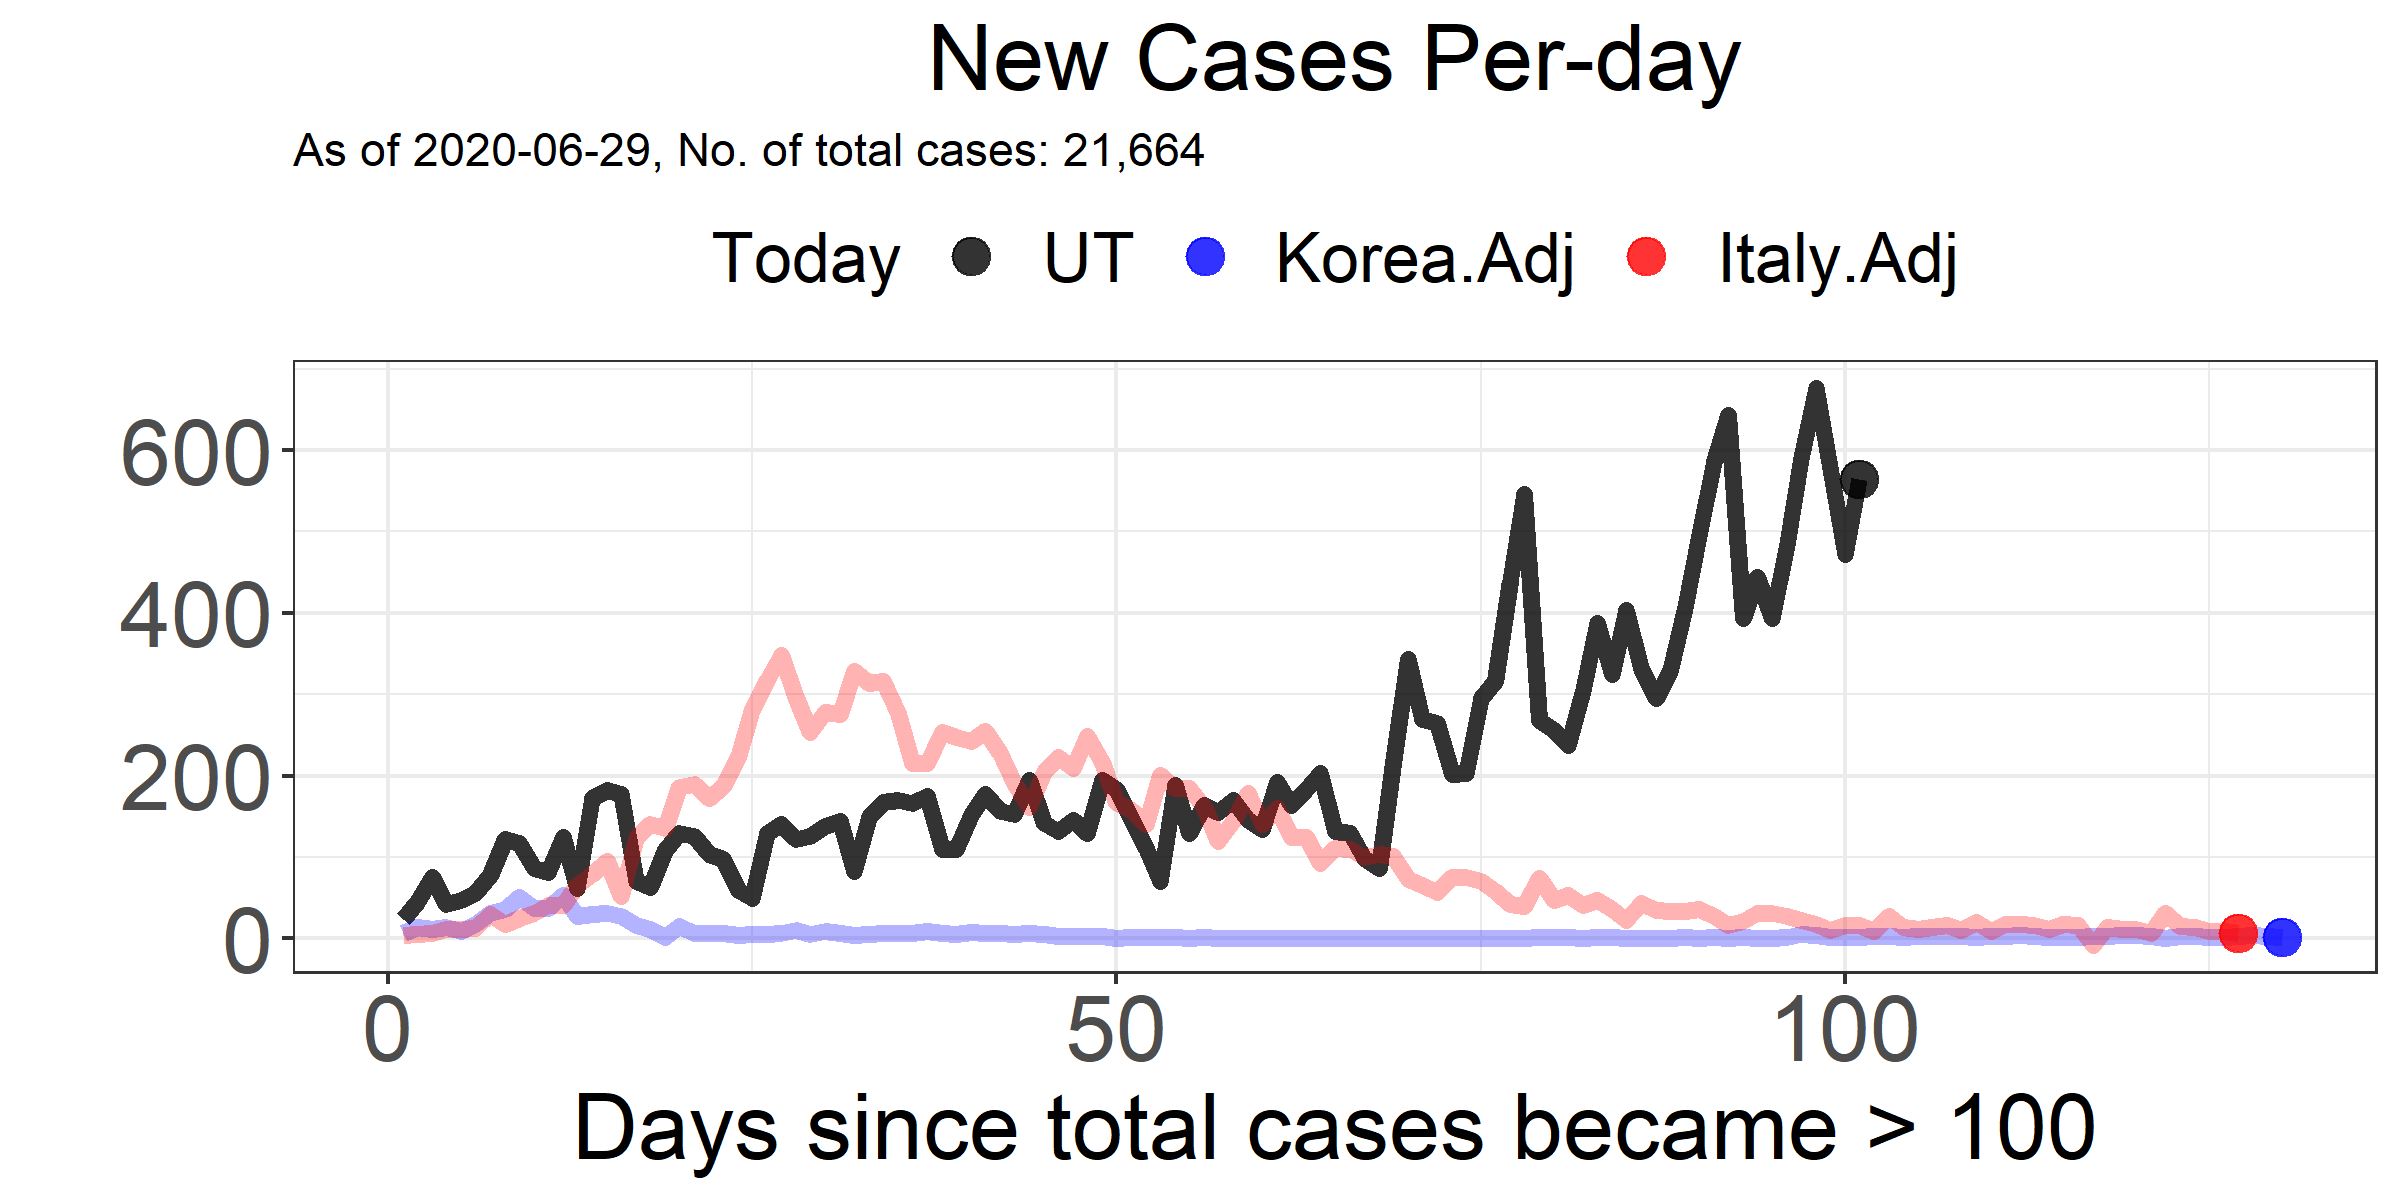 New Cases Per-day
As of 2020-06-29, No. of total cases: 21,664
Today UT Korea.Adj Italy.Adj
600
400
200
0
0 50 100
Days since total cases became > 100